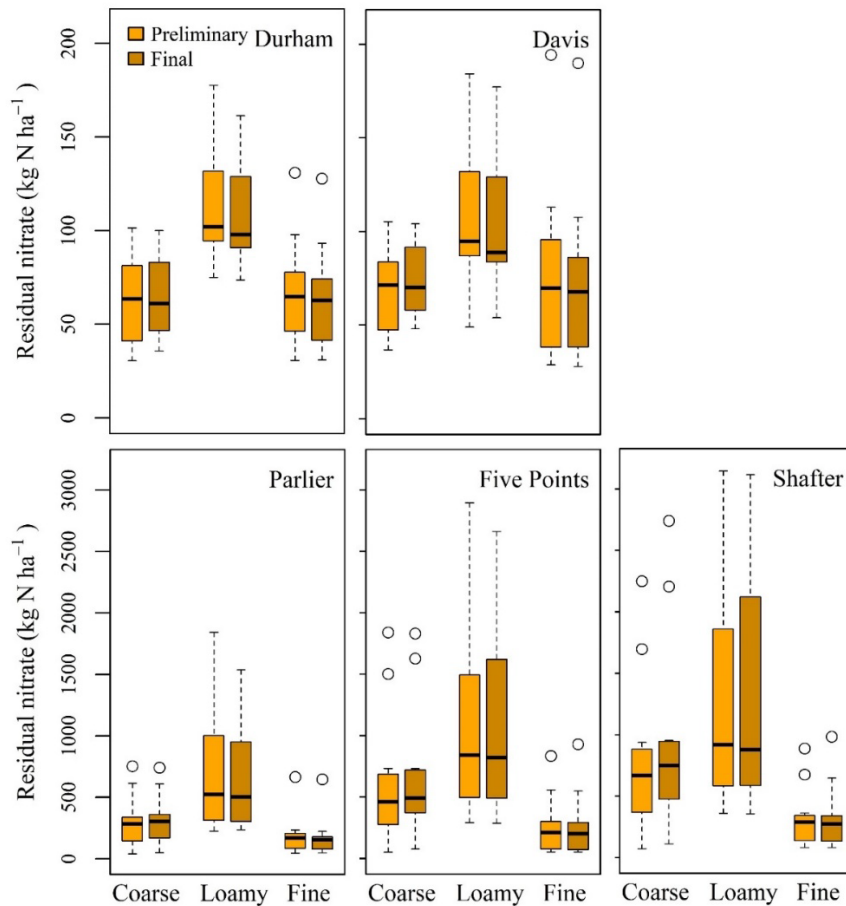 Preliminary
Final
Durham
Davis
Residual nitrate (kg N ha⁻¹)
200
150
100
50
0
Parlier
Five Points
Shafter
Residual nitrate (kg N ha⁻¹)
3000
2500
2000
1500
1000
500
0
Coarse Loamy Fine
Coarse Loamy Fine
Coarse Loamy Fine